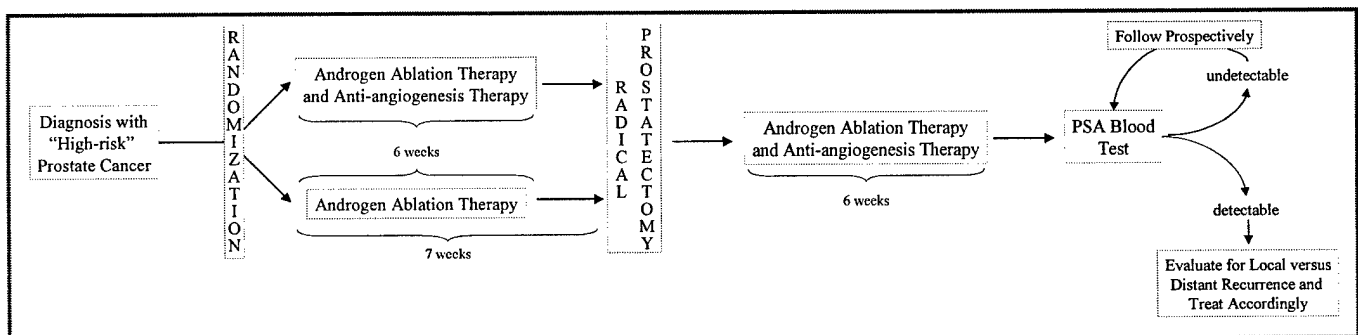 Diagnosis with
“High-risk”
Prostate Cancer
RANDOMIZATION
Androgen Ablation Therapy
and Anti-angiogenesis Therapy
6 weeks
Androgen Ablation Therapy
7 weeks
RADICAL
PROSTATECTOMY
Androgen Ablation Therapy
and Anti-angiogenesis Therapy
6 weeks
Follow Prospectively
undetectable
PSA Blood
Test
detectable
Evaluate for Local versus
Distant Recurrence and
Treat Accordingly